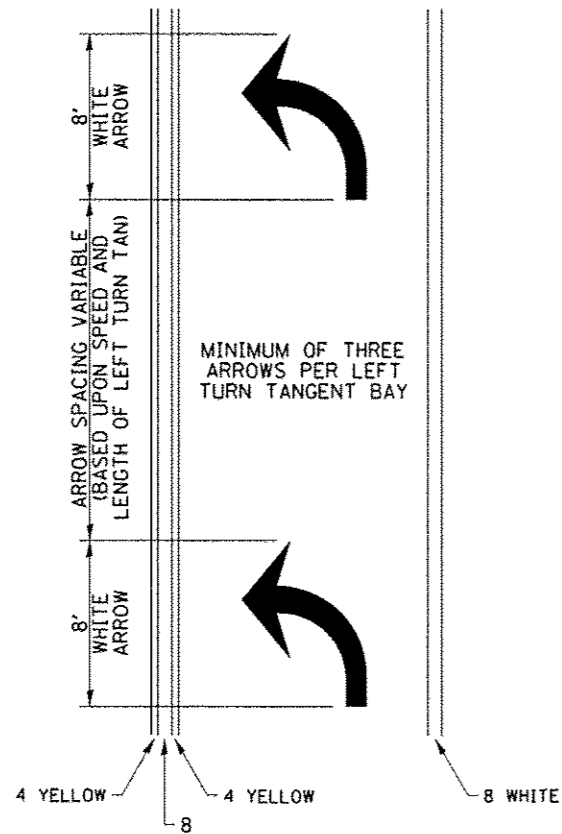 8'
WHITE
ARROW
ARROW SPACING VARIABLE
(BASED UPON SPEED AND
LENGTH OF LEFT TURN TAN)
MINIMUM OF THREE
ARROWS PER LEFT
TURN TANGENT BAY
8'
WHITE
ARROW
4 YELLOW
8
4 YELLOW
8 WHITE